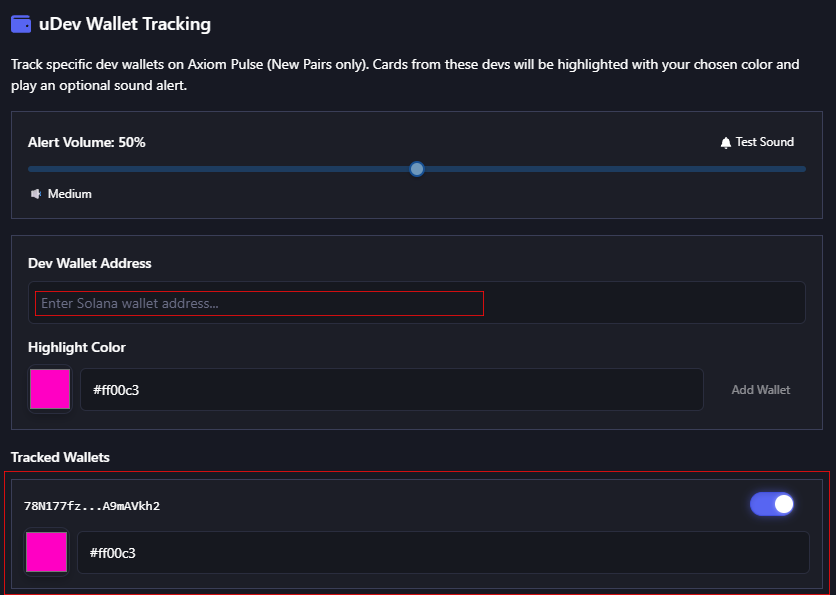 uDev Wallet Tracking
Track specific dev wallets on Axiom Pulse (New Pairs only). Cards from these devs will be highlighted with your chosen color and
play an optional sound alert.
Alert Volume: 50%
Test Sound
Medium
Dev Wallet Address
Enter Solana wallet address...
Highlight Color
#ff00c3
Add Wallet
Tracked Wallets
78N177fz...A9mAVkh2
#ff00c3